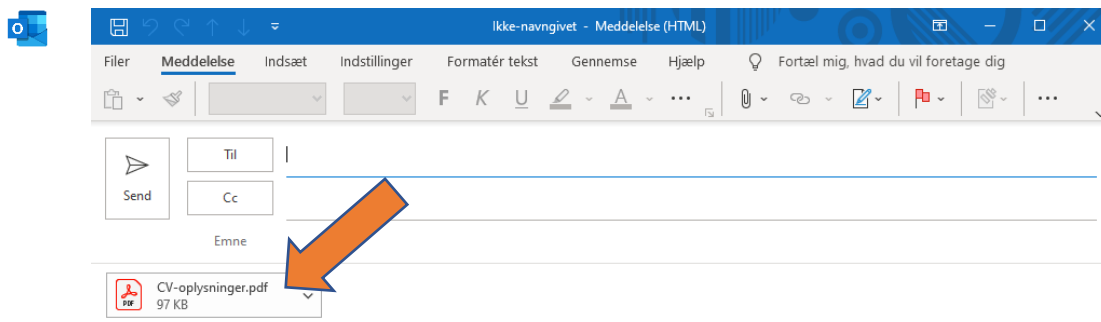 Ikke-navngivet - Meddelelse (HTML)
Filer Meddelelse Indsæt Indstillinger Formatér tekst Gennemse Hjælp Fortæl mig, hvad du vil foretage dig
F K U A
Til
Send
Cc
Emne
CV-oplysninger.pdf
PDF 97 KB